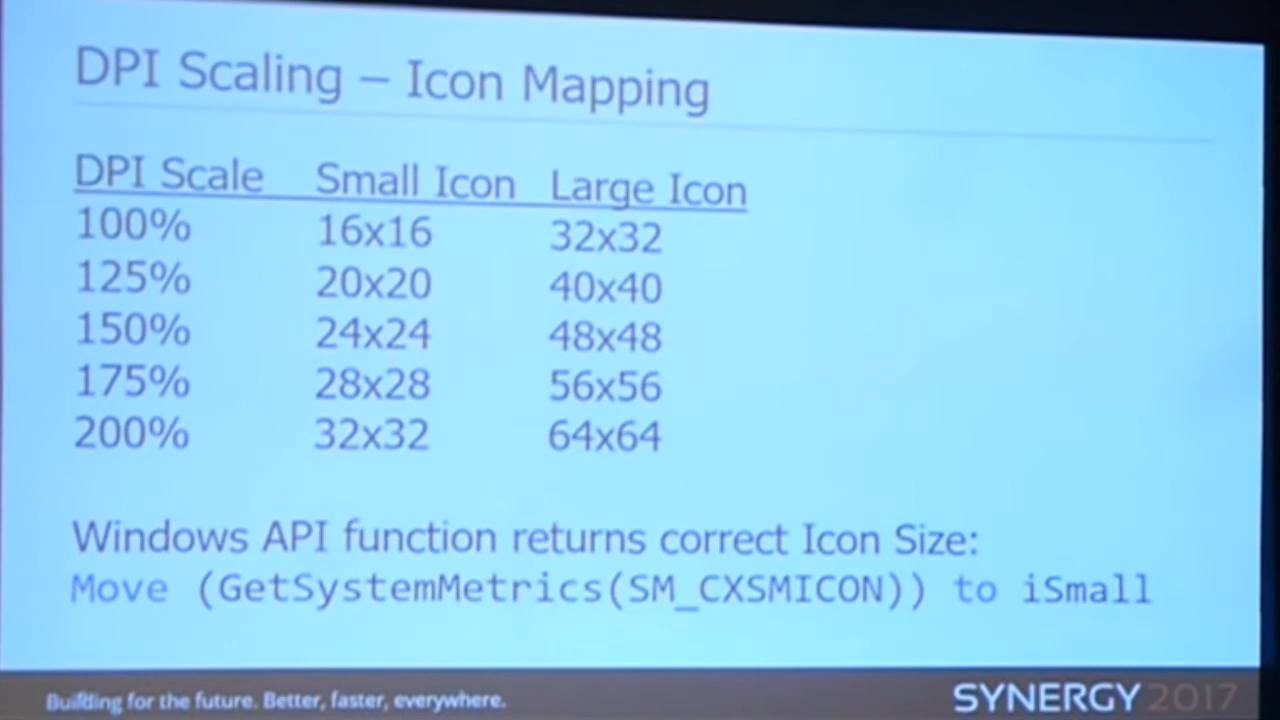 DPI Scaling – Icon Mapping
DPI Scale Small Icon Large Icon
100% 16x16 32x32
125% 20x20 40x40
150% 24x24 48x48
175% 28x28 56x56
200% 32x32 64x64
Windows API function returns correct Icon Size:
Move (GetSystemMetrics(SM_CXSMICON)) to iSmall
Building for the future. Better, faster, everywhere.
SYNERGY 2017